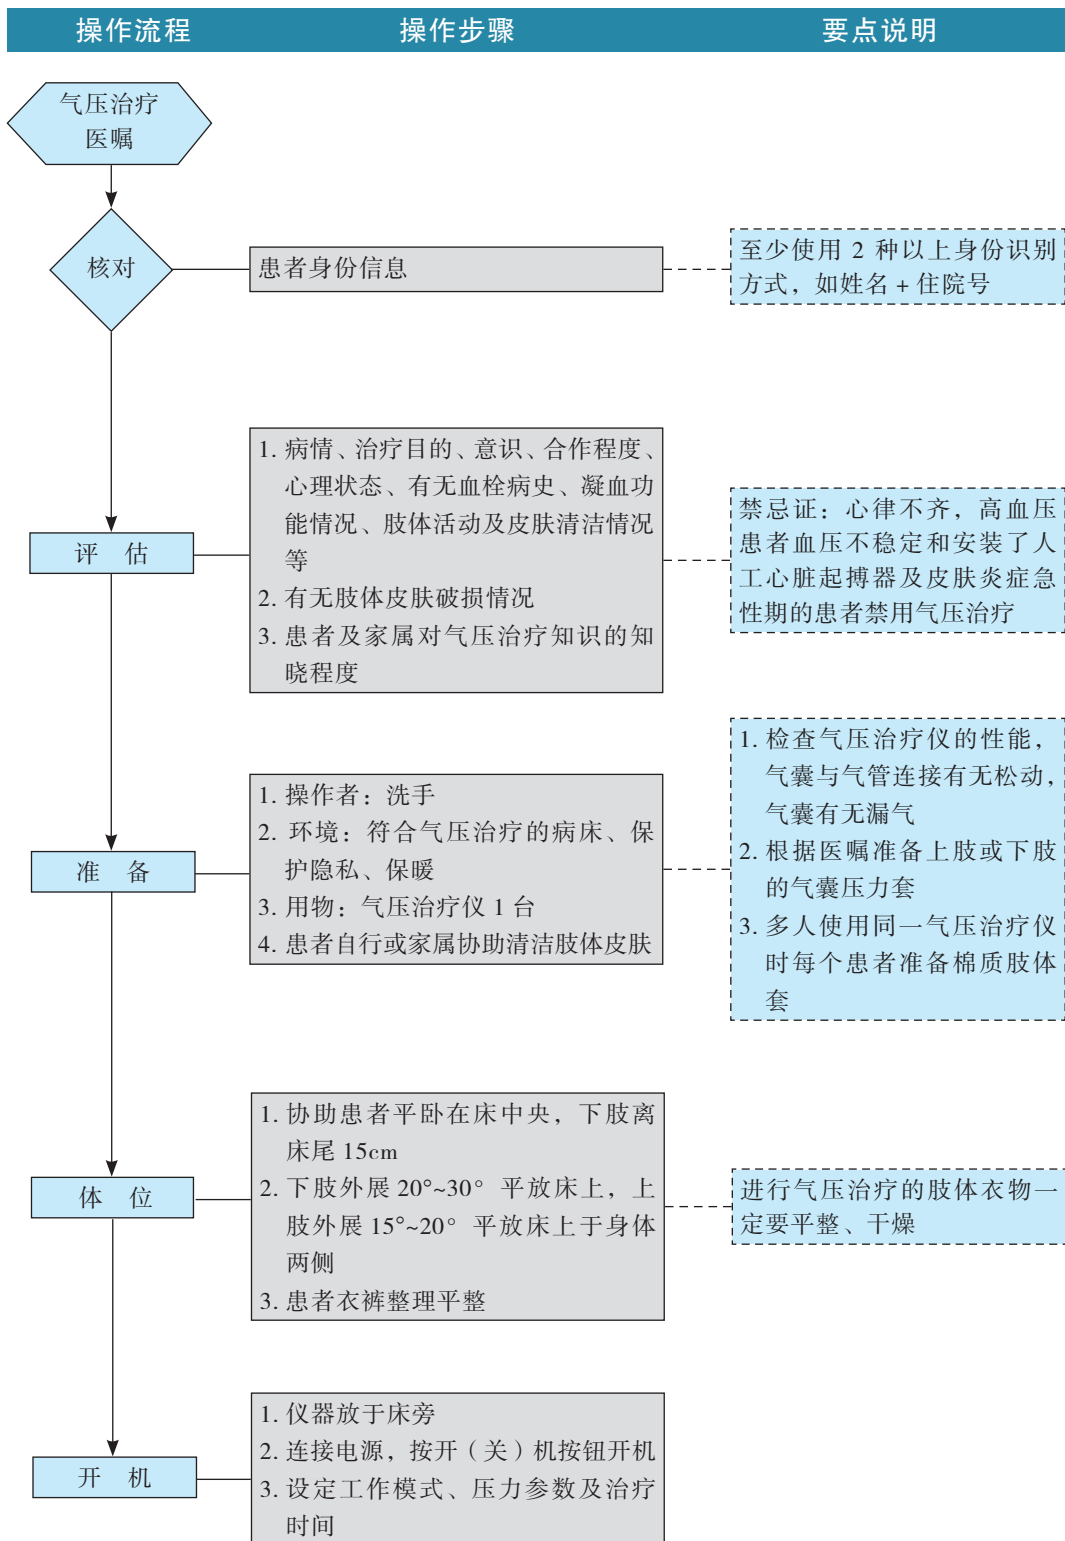 操作流程 操作步骤 要点说明
气压治疗
医嘱
核对
患者身份信息
至少使用 2 种以上身份识别
方式，如姓名 + 住院号
评 估
1. 病情、治疗目的、意识、合作程度、
心理状态、有无血栓病史、凝血功
能情况、肢体活动及皮肤清洁情况
等
2. 有无肢体皮肤破损情况
3. 患者及家属对气压治疗知识的知
晓程度
禁忌证：心律不齐，高血压
患者血压不稳定和安装了人
工心脏起搏器及皮肤炎症急
性期的患者禁用气压治疗
准 备
1. 操作者：洗手
2. 环境：符合气压治疗的病床、保
护隐私、保暖
3. 用物：气压治疗仪 1 台
4. 患者自行或家属协助清洁肢体皮肤
1. 检查气压治疗仪的性能，
气囊与气管连接有无松动，
气囊有无漏气
2. 根据医嘱准备上肢或下肢
的气囊压力套
3. 多人使用同一气压治疗仪
时每个患者准备棉质肢体
套
体 位
1. 协助患者平卧在床中央，下肢离
床尾 15cm
2. 下肢外展 20°~30° 平放床上，上
肢外展 15°~20° 平放床上于身体
两侧
3. 患者衣裤整理平整
进行气压治疗的肢体衣物一
定要平整、干燥
开 机
1. 仪器放于床旁
2. 连接电源，按开（关）机按钮开机
3. 设定工作模式、压力参数及治疗
时间